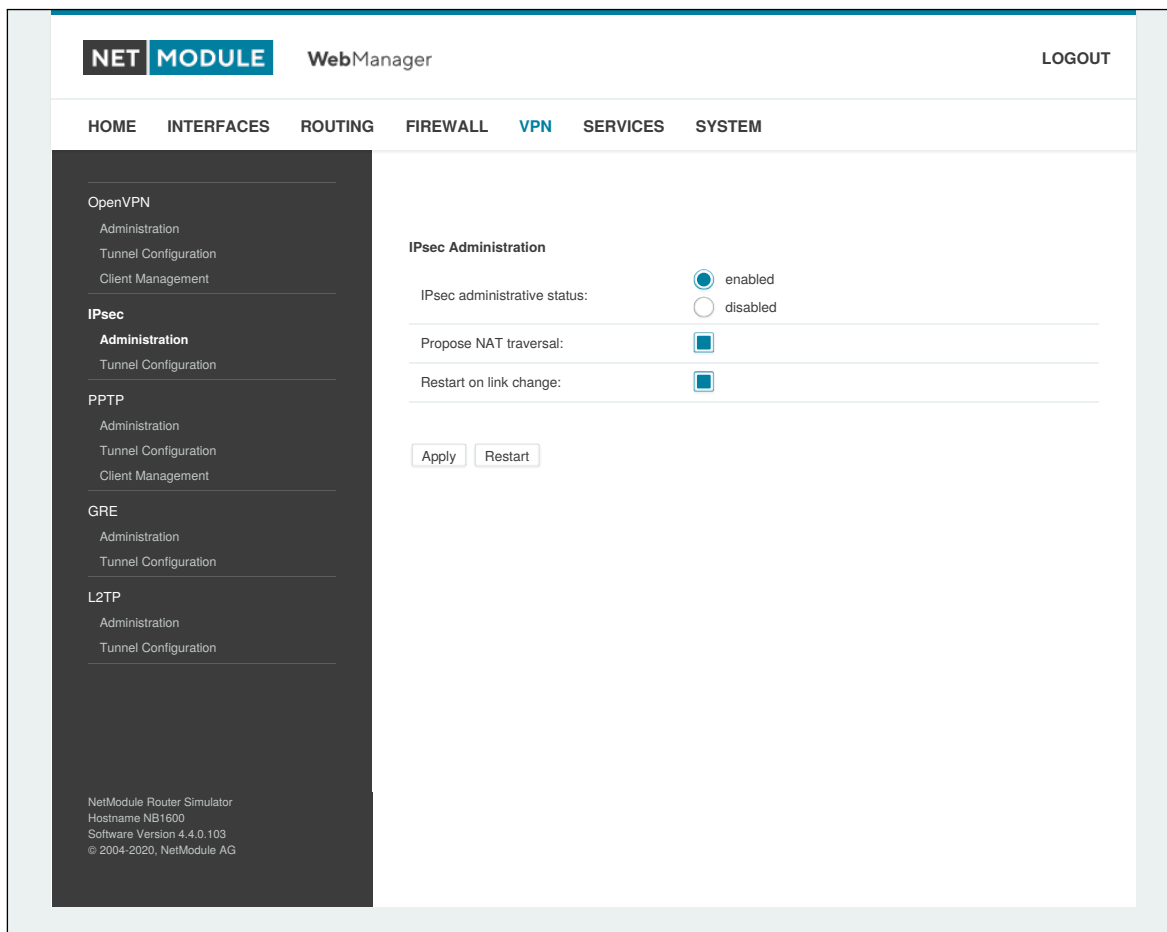 NET MODULE WebManager LOGOUT
HOME INTERFACES ROUTING FIREWALL VPN SERVICES SYSTEM
OpenVPN
Administration
Tunnel Configuration
Client Management
IPsec
Administration
Tunnel Configuration
PPTP
Administration
Tunnel Configuration
Client Management
GRE
Administration
Tunnel Configuration
L2TP
Administration
Tunnel Configuration
NetModule Router Simulator
Hostname NB1600
Software Version 4.4.0.103
© 2004-2020, NetModule AG
IPsec Administration
IPsec administrative status:
enabled
disabled
Propose NAT traversal:
Restart on link change:
Apply Restart